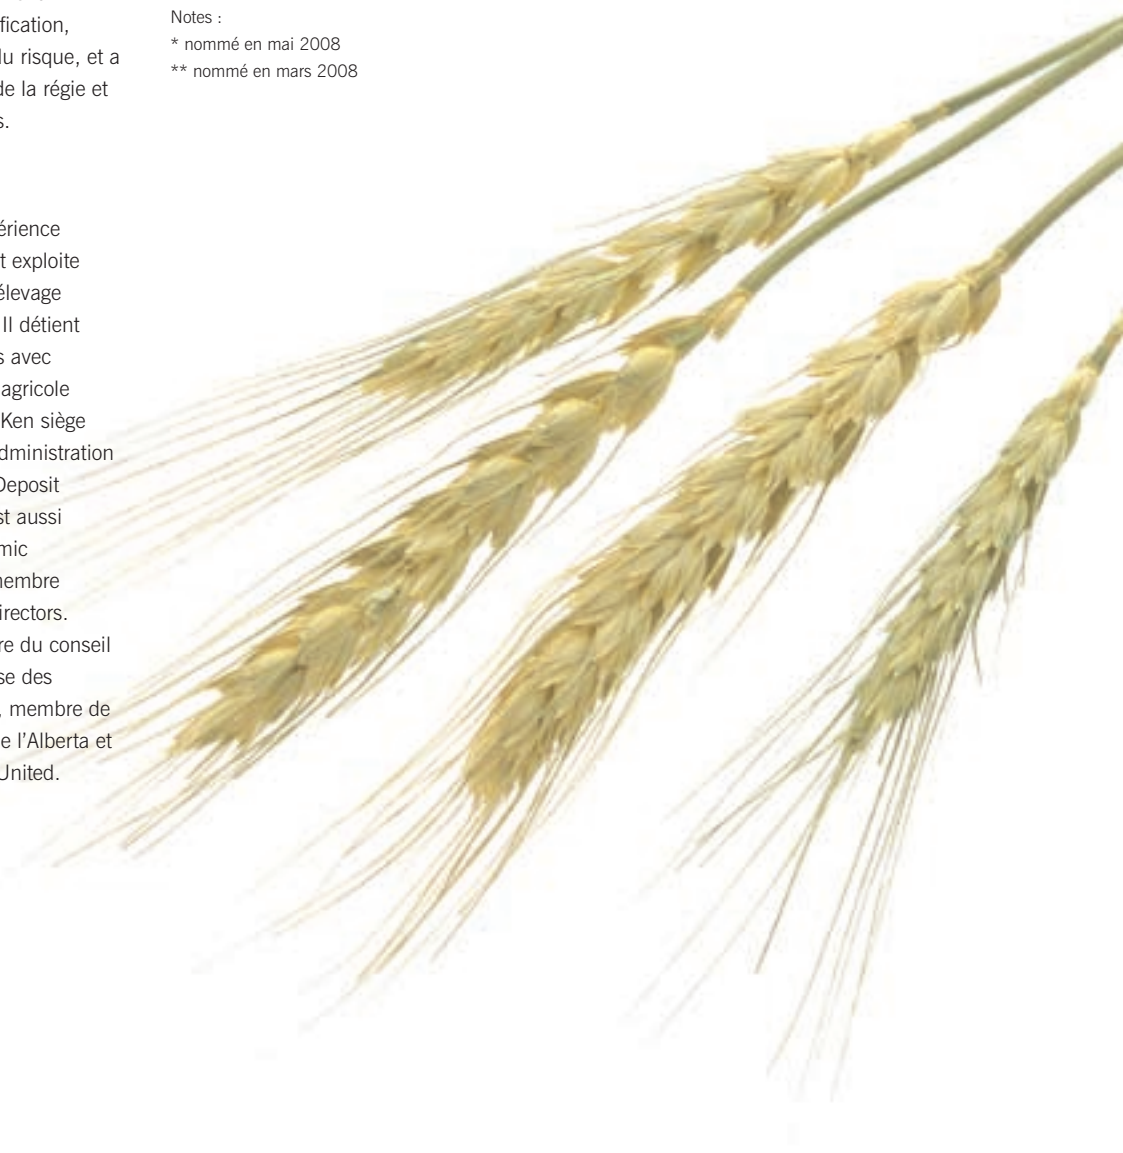 fication,
du risque, et a
de la régie et
s.
érience
t exploite
élevage
Il détient
s avec
agricole
Ken siège
dministration
Deposit
st aussi
mic
membre
irectors.
re du conseil
se des
, membre de
e l’Alberta et
United.
Notes :
* nommé en mai 2008
** nommé en mars 2008